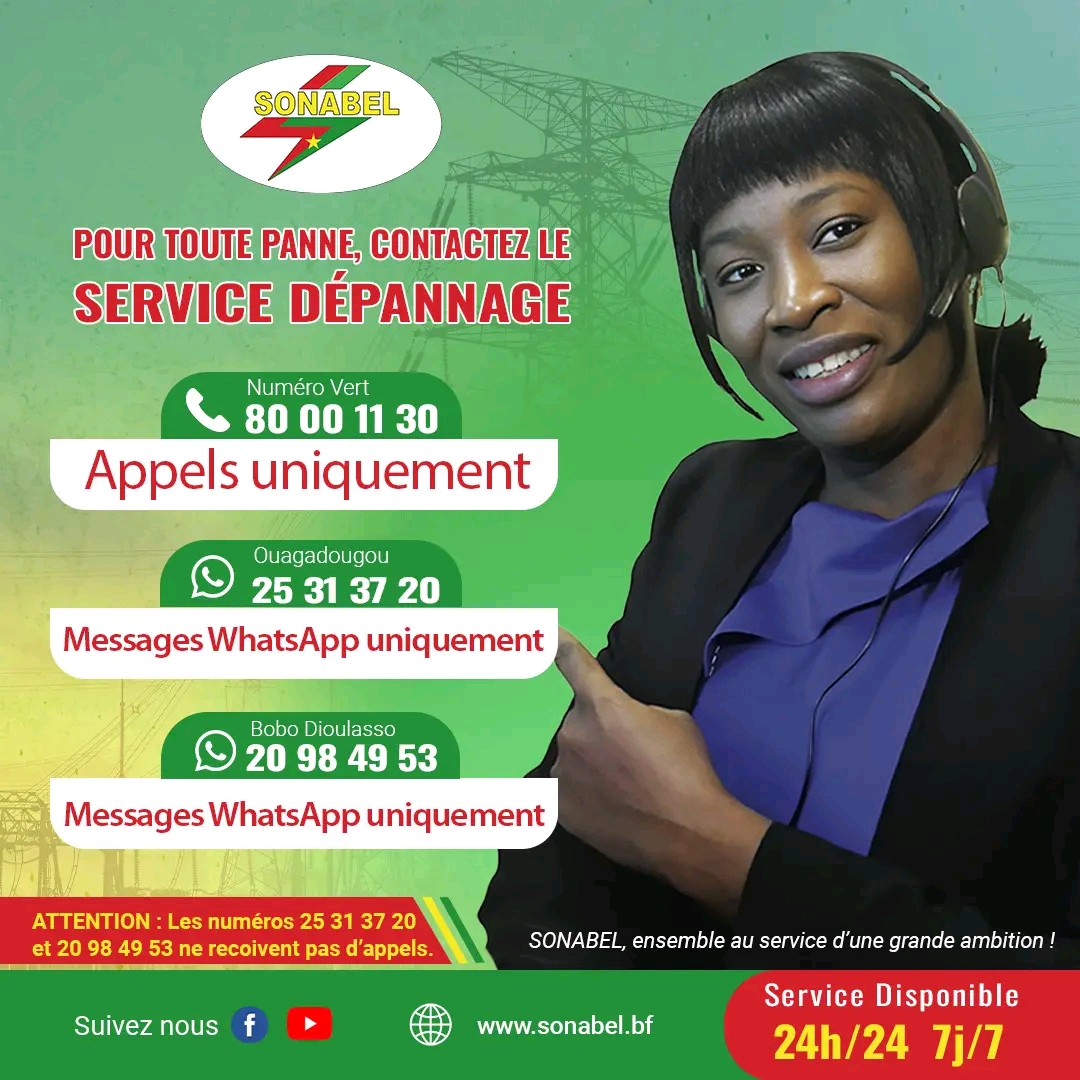 SONABEL
POUR TOUTE PANNE, CONTACTEZ LE
SERVICE DÉPANNAGE
Numéro Vert
80 00 11 30
Appels uniquement
Ouagadougou
25 31 37 20
Messages WhatsApp uniquement
Bobo Dioulasso
20 98 49 53
Messages WhatsApp uniquement
ATTENTION : Les numéros 25 31 37 20
et 20 98 49 53 ne recoivent pas d'appels.
SONABEL, ensemble au service d'une grande ambition !
Suivez nous
www.sonabel.bf
Service Disponible
24h/24 7j/7